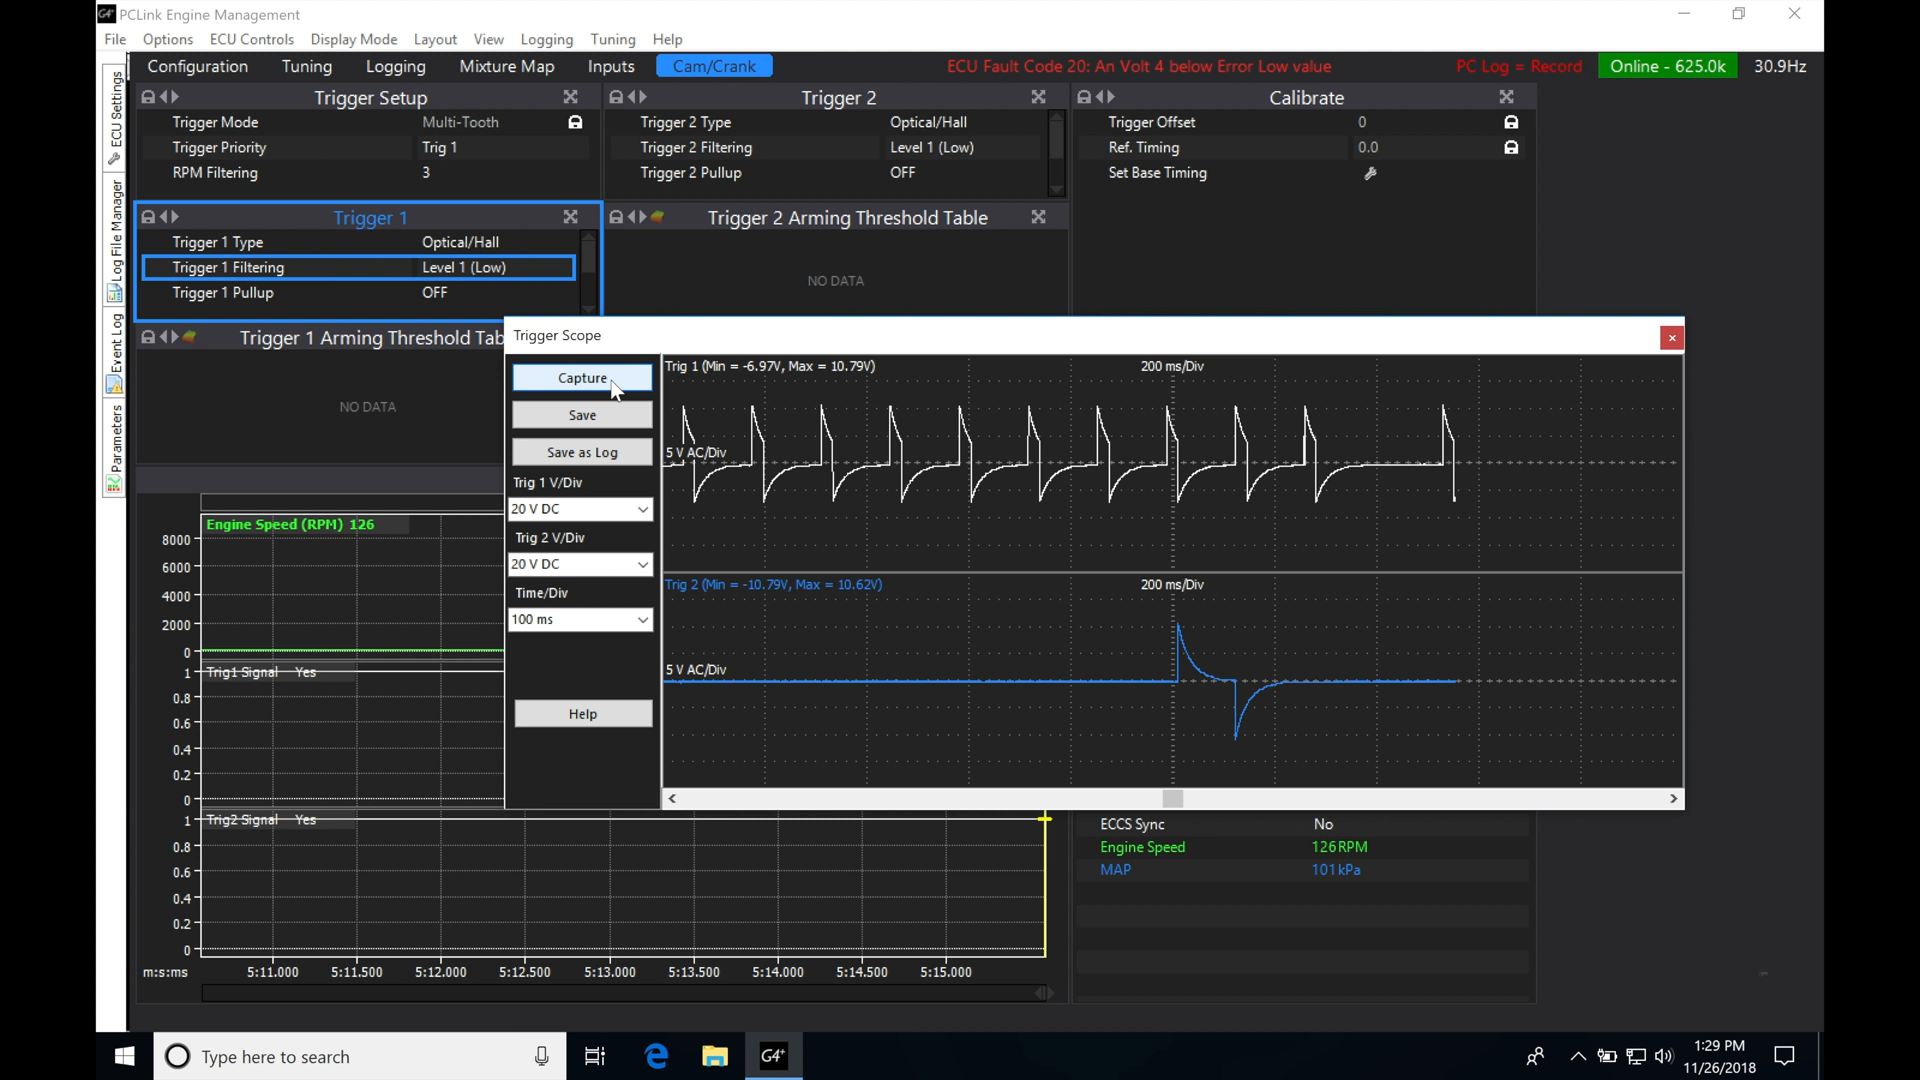 G4+ PCLink Engine Management
File Options ECU Controls Display Mode Layout View Logging Tuning Help
Configuration Tuning Logging Mixture Map Inputs Cam/Crank ECU Fault Code 20: An Volt 4 below Error Low value PC Log = Record Online - 625.0k 30.9Hz
ECU Settings
Log File Manager
Event Log
Parameters
Trigger Setup
Trigger Mode Multi-Tooth
Trigger Priority Trig 1
RPM Filtering 3
Trigger 2
Trigger 2 Type Optical/Hall
Trigger 2 Filtering Level 1 (Low)
Trigger 2 Pullup OFF
Calibrate
Trigger Offset 0
Ref. Timing 0.0
Set Base Timing
Trigger 1
Trigger 1 Type Optical/Hall
Trigger 1 Filtering Level 1 (Low)
Trigger 1 Pullup OFF
Trigger 2 Arming Threshold Table
NO DATA
Trigger 1 Arming Threshold Tab
NO DATA
Trigger Scope
Capture
Save
Save as Log
Trig 1 V/Div
20 V DC
Trig 2 V/Div
20 V DC
Time/Div
100 ms
Help
Trig 1 (Min = -6.97V, Max = 10.79V) 200 ms/Div
5 V AC/Div
Trig 2 (Min = -10.79V, Max = 10.62V) 200 ms/Div
5 V AC/Div
Engine Speed (RPM) 126
8000
6000
4000
2000
0
Trig1 Signal Yes
1
0.8
0.6
0.4
0.2
0
Trig2 Signal Yes
1
0.8
0.6
0.4
0.2
0
m:s:ms 5:11.000 5:11.500 5:12.000 5:12.500 5:13.000 5:13.500 5:14.000 5:14.500 5:15.000
ECCS Sync No
Engine Speed 126RPM
MAP 101kPa
Type here to search
G4+
1:29 PM
11/26/2018